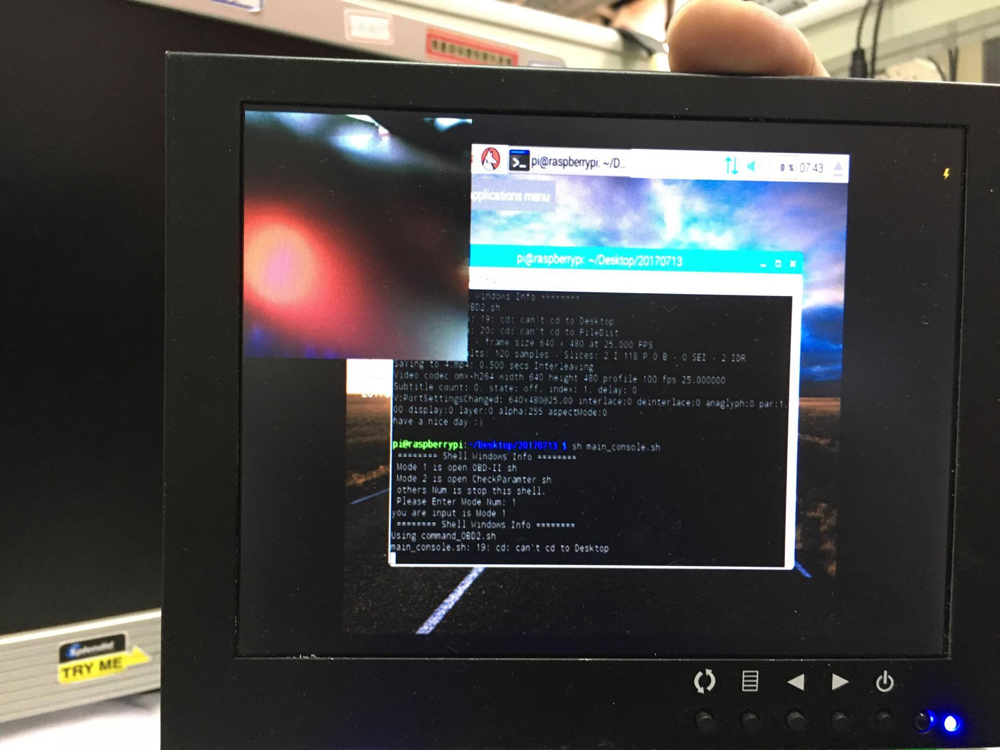 pi@raspberrypi: ~/D...
0 %
07 43
pplications menu
pi@raspberrypi: ~/Desktop/20170713
Windows Info ========
BD2.sh
19: cd: can't cd to Desktop
: 20: cd: can't cd to FileDist
- frame size 640 x 480 at 25.000 FPS
lts: 120 samples - Slices: 2 I 118 P 0 B - 0 SEI - 2 IDR
Saving to 4.mp4: 0.500 secs Interleaving
Video codec omx-h264 width 640 height 480 profile 100 fps 25.000000
Subtitle count: 0, state: off, index: 1, delay: 0
V:PortSettingsChanged: 640x480@25.00 interlace:0 deinterlace:0 anaglyph:0 par:1.
00 display:0 layer:0 alpha:255 aspectMode:0
have a nice day :)
pi@raspberrypi:~/Desktop/20170713 $ sh main_console.sh
======== Shell Windows Info ========
Mode 1 is open OBD-II sh
Mode 2 is open CheckParamter sh
others Num is stop this shell.
Please Enter Mode Num: 1
you are input is Mode 1
======== Shell Windows Info ========
Using command_OBD2.sh
main_console.sh: 19: cd: can't cd to Desktop
Splendid
TRY ME